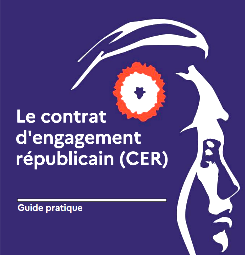 Le contrat
d'engagement
républicain (CER)
Guide pratique